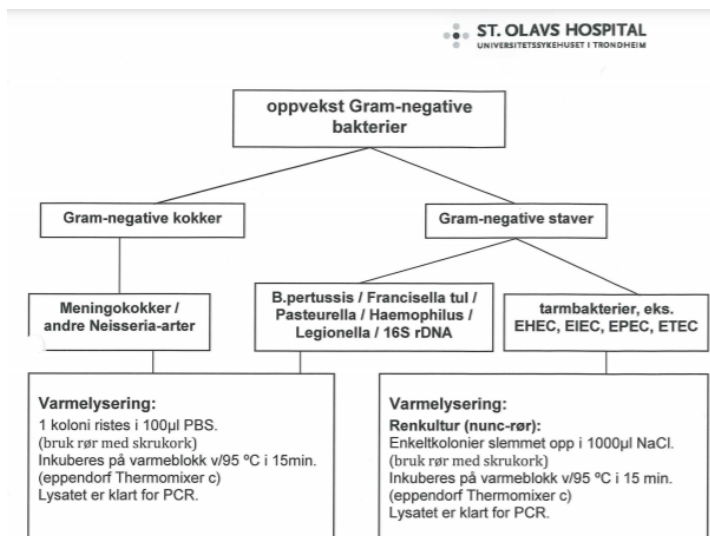 ST. OLAVS HOSPITAL
UNIVERSITETSSYKEHUSET I TRONDHEIM
oppvekst Gram-negative
bakterier
Gram-negative kokker
Gram-negative staver
Meningokokker /
andre Neisseria-arter
B.pertussis / Francisella tul /
Pasteurella / Haemophilus /
Legionella / 16S rDNA
tarmbakterier, eks.
EHEC, EIEC, EPEC, ETEC
Varmelysering:
1 koloni ristes i 100µl PBS.
(bruk rør med skrukork)
Inkuberes på varmeblokk v/95 ºC i 15min.
(eppendorf Thermomixer c)
Lysatet er klart for PCR.
Varmelysering:
Renkultur (nunc-rør):
Enkeltkolonier slemmet opp i 1000µl NaCl.
(bruk rør med skrukork)
Inkuberes på varmeblokk v/95 ºC i 15 min.
(eppendorf Thermomixer c)
Lysatet er klart for PCR.